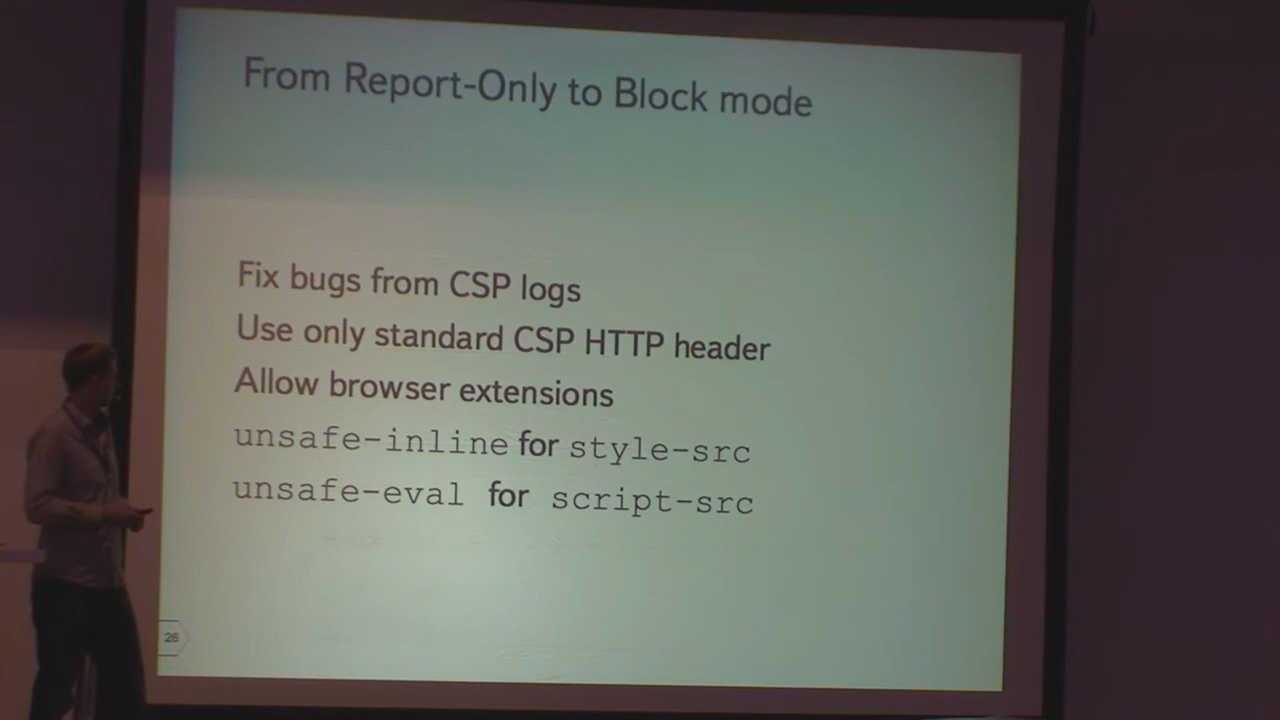 From Report-Only to Block mode
Fix bugs from CSP logs
Use only standard CSP HTTP header
Allow browser extensions
unsafe-inline for style-src
unsafe-eval for script-src
26